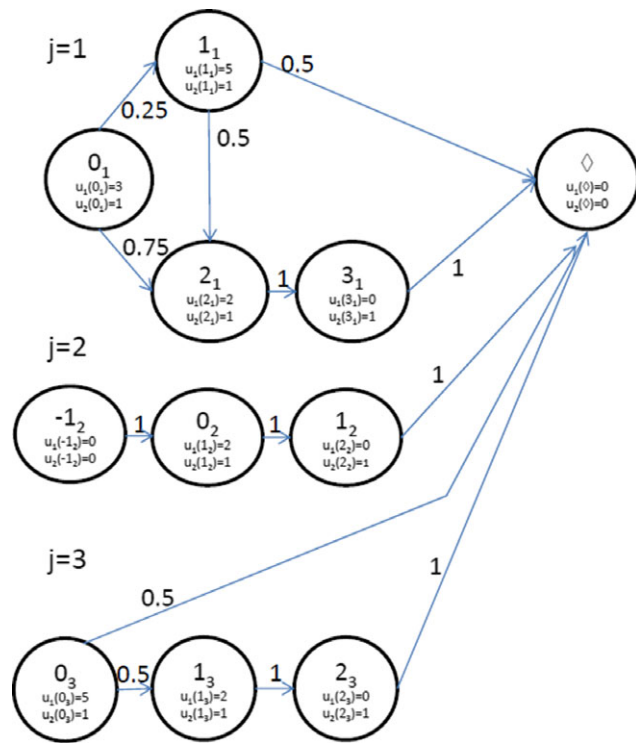 j=1
1₁
u₁(1₁)=5
u₂(1₁)=1
0.5
0.25
0.5
0₁
u₁(0₁)=3
u₂(0₁)=1
◊
u₁(◊)=0
u₂(◊)=0
0.75
2₁
u₁(2₁)=2
u₂(2₁)=1
1
3₁
u₁(3₁)=0
u₂(3₁)=1
1
j=2
-1₂
u₁(-1₂)=0
u₂(-1₂)=0
1
0₂
u₁(1₂)=2
u₂(1₂)=1
1
1₂
u₁(2₂)=0
u₂(2₂)=1
1
j=3
0.5
1
0₃
u₁(0₃)=5
u₂(0₃)=1
0.5
1₃
u₁(1₃)=2
u₂(1₃)=1
1
2₃
u₁(2₃)=0
u₂(2₃)=1